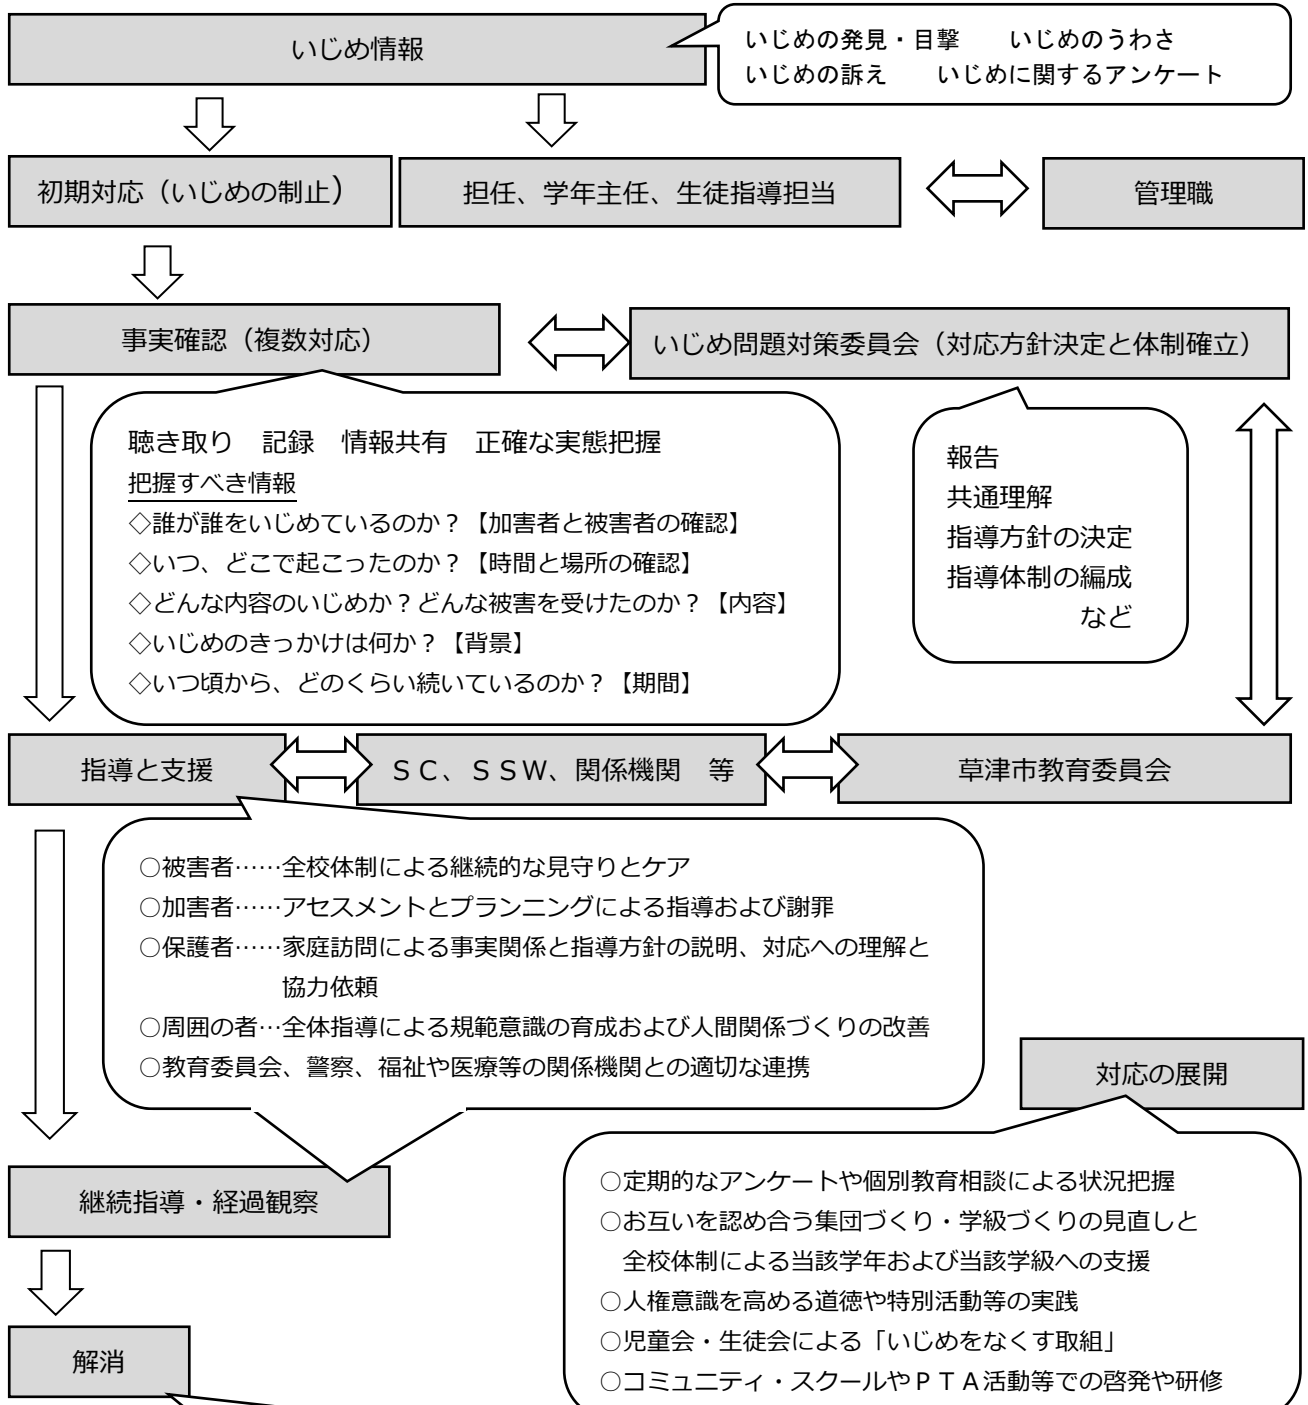 いじめ情報
いじめの発見・目撃　　いじめのうわさ
いじめの訴え　　いじめに関するアンケート
初期対応（いじめの制止）
担任、学年主任、生徒指導担当
管理職
事実確認（複数対応）
いじめ問題対策委員会（対応方針決定と体制確立）
聴き取り　記録　情報共有　正確な実態把握
把握すべき情報
◇誰が誰をいじめているのか？【加害者と被害者の確認】
◇いつ、どこで起こったのか？【時間と場所の確認】
◇どんな内容のいじめか？どんな被害を受けたのか？【内容】
◇いじめのきっかけは何か？【背景】
◇いつ頃から、どのくらい続いているのか？【期間】
報告
共通理解
指導方針の決定
指導体制の編成
など
指導と支援
ＳＣ、ＳＳＷ、関係機関　等
草津市教育委員会
○被害者……全校体制による継続的な見守りとケア
○加害者……アセスメントとプランニングによる指導および謝罪
○保護者……家庭訪問による事実関係と指導方針の説明、対応への理解と
協力依頼
○周囲の者…全体指導による規範意識の育成および人間関係づくりの改善
○教育委員会、警察、福祉や医療等の関係機関との適切な連携
対応の展開
継続指導・経過観察
○定期的なアンケートや個別教育相談による状況把握
○お互いを認め合う集団づくり・学級づくりの見直しと
全校体制による当該学年および当該学級への支援
○人権意識を高める道徳や特別活動等の実践
○児童会・生徒会による「いじめをなくす取組」
○コミュニティ・スクールやＰＴＡ活動等での啓発や研修
解消